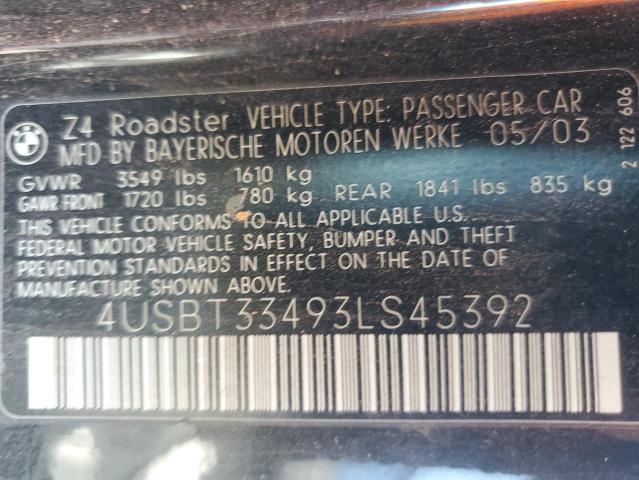 BMW
Z4 Roadster VEHICLE TYPE: PASSENGER CAR
MFD BY BAYERISCHE MOTOREN WERKE 05/03
GVWR 3549 lbs 1610 kg
GAWR FRONT 1720 lbs 780 kg, REAR 1841 lbs 835 kg
THIS VEHICLE CONFORMS TO ALL APPLICABLE U.S.
FEDERAL MOTOR VEHICLE SAFETY, BUMPER AND THEFT
PREVENTION STANDARDS IN EFFECT ON THE DATE OF
MANUFACTURE SHOWN ABOVE.
4USBT33493LS45392
2 122 606